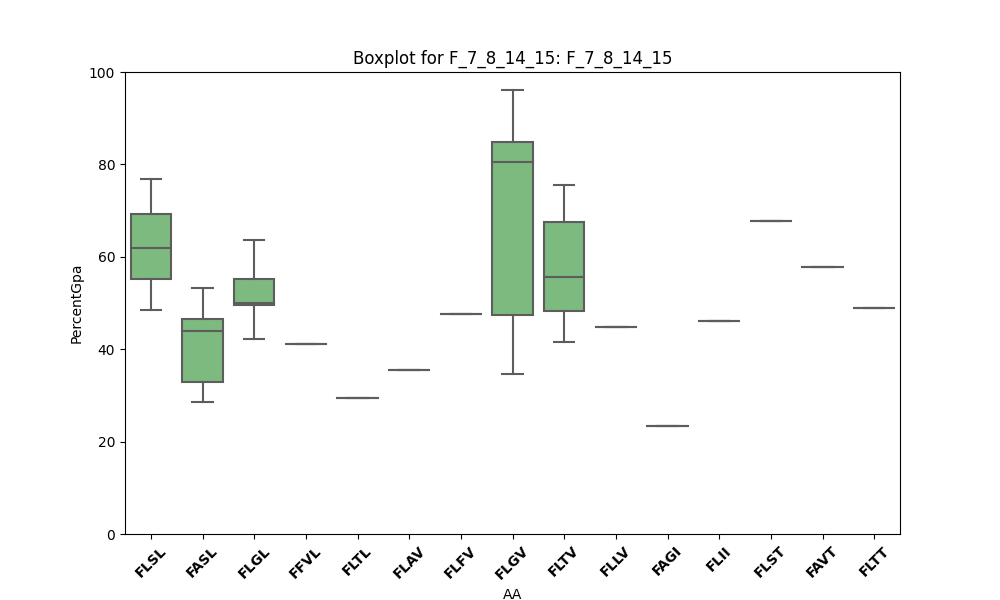 Boxplot for F_7_8_14_15: F_7_8_14_15
PercentGpa
100
80
60
40
20
0
FLSL FASL FLGL FFVL FLTL FLAV FLFV FLGV FLTV FLLV FAGI FLII FLST FAVT FLTT
AA